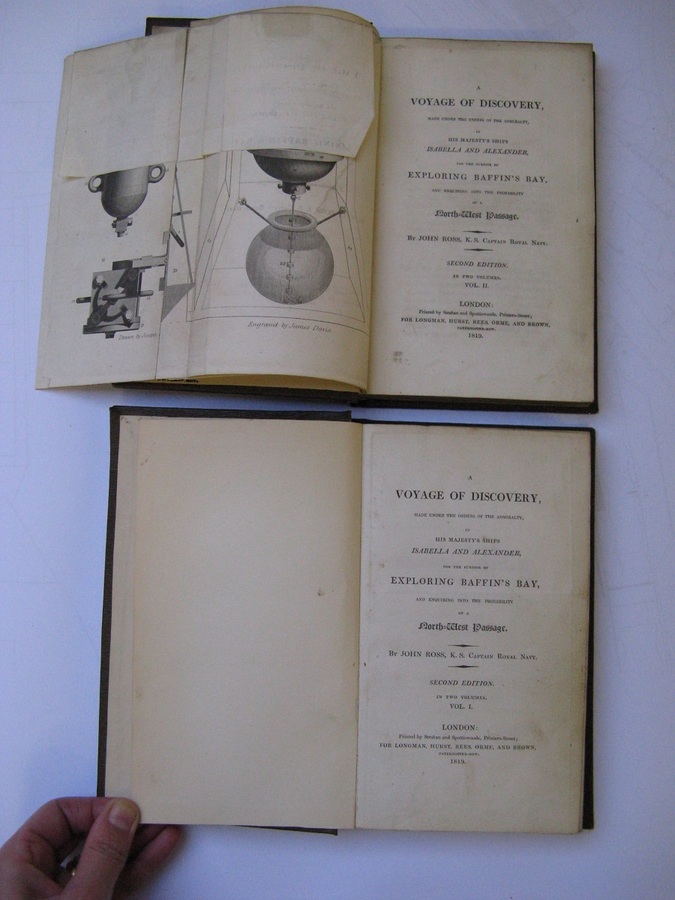 A
VOYAGE OF DISCOVERY,
MADE UNDER THE ORDERS OF THE ADMIRALTY,
IN
HIS MAJESTY'S SHIPS
ISABELLA AND ALEXANDER,
FOR THE PURPOSE OF
EXPLORING BAFFIN'S BAY,
AND ENQUIRING INTO THE PROBABILITY
OF A
North-West Passage.
By JOHN ROSS, K. S. Captain Royal Navy.
SECOND EDITION.
IN TWO VOLUMES.
VOL. II.
LONDON:
Printed by Strahan and Spottiswoode, Printers-Street;
FOR LONGMAN, HURST, REES, ORME, AND BROWN,
PATERNOSTER-ROW.
1819.
Engraved by James
A
VOYAGE OF DISCOVERY,
MADE UNDER THE ORDERS OF THE ADMIRALTY,
IN
HIS MAJESTY'S SHIPS
ISABELLA AND ALEXANDER,
FOR THE PURPOSE OF
EXPLORING BAFFIN'S BAY,
AND ENQUIRING INTO THE PROBABILITY
OF A
North-West Passage.
By JOHN ROSS, K. S. Captain Royal Navy.
SECOND EDITION.
IN TWO VOLUMES.
VOL. I.
LONDON:
Printed by Strahan and Spottiswoode, Printers-Street;
FOR LONGMAN, HURST, REES, ORME, AND BROWN,
PATERNOSTER-ROW.
1819.